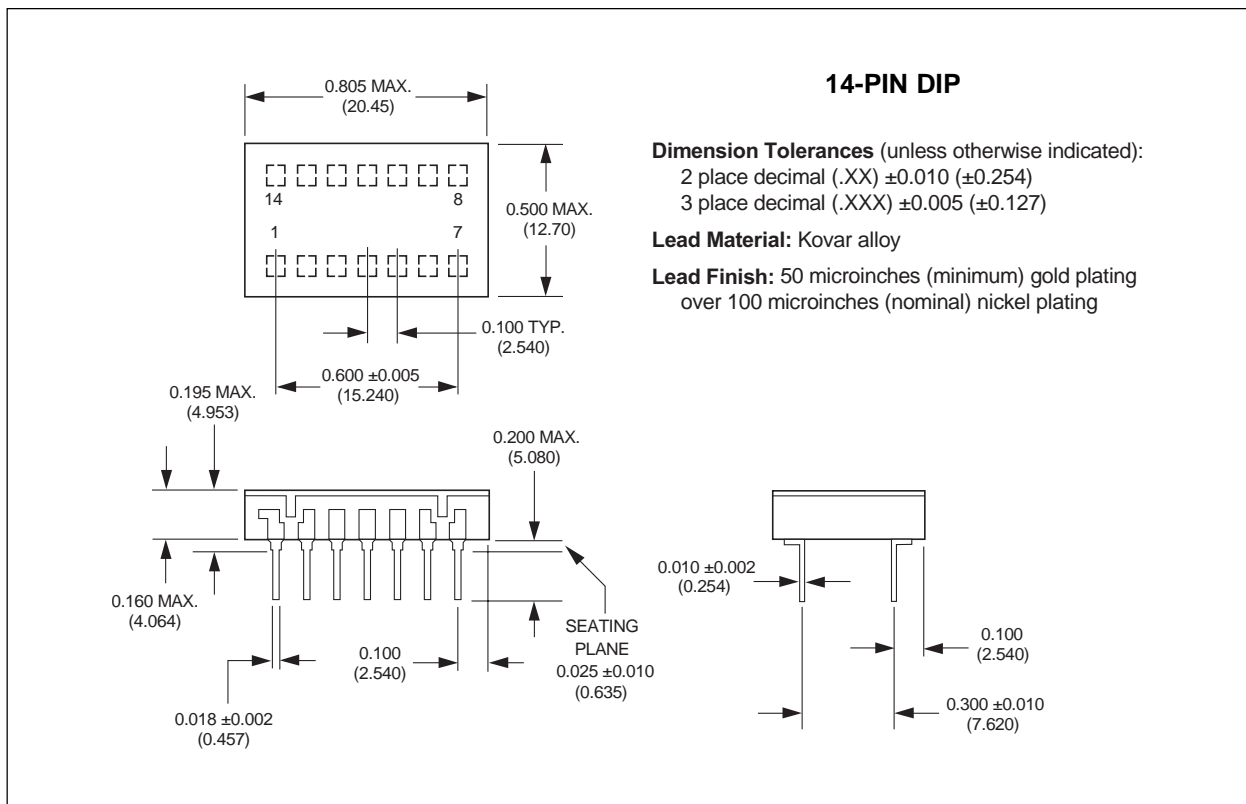 14-PIN DIP
Dimension Tolerances (unless otherwise indicated):
2 place decimal (.XX) ±0.010 (±0.254)
3 place decimal (.XXX) ±0.005 (±0.127)
Lead Material: Kovar alloy
Lead Finish: 50 microinches (minimum) gold plating
over 100 microinches (nominal) nickel plating
0.805 MAX.
(20.45)
14
8
1
7
0.500 MAX.
(12.70)
0.100 TYP.
(2.540)
0.600 ±0.005
(15.240)
0.195 MAX.
(4.953)
0.200 MAX.
(5.080)
0.160 MAX.
(4.064)
0.100
(2.540)
SEATING
PLANE
0.025 ±0.010
(0.635)
0.018 ±0.002
(0.457)
0.010 ±0.002
(0.254)
0.100
(2.540)
0.300 ±0.010
(7.620)